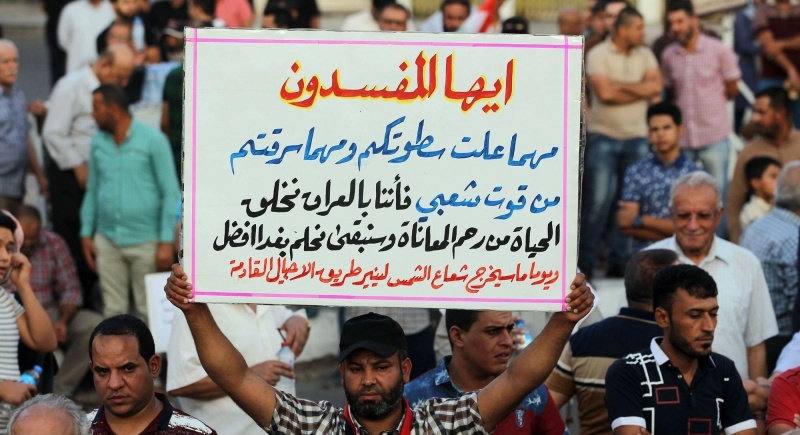 ايها المفسدون
مهما علت سطوتكم ومهما سرقتم
من قوت شعبي فأننا بالعراق نخلق
الحياة من رحم المعاناة وسنبقى نحلم بغد افضل
ويوما ما سيخرج شعاع الشمس لينير طريق الاجيال القادمة